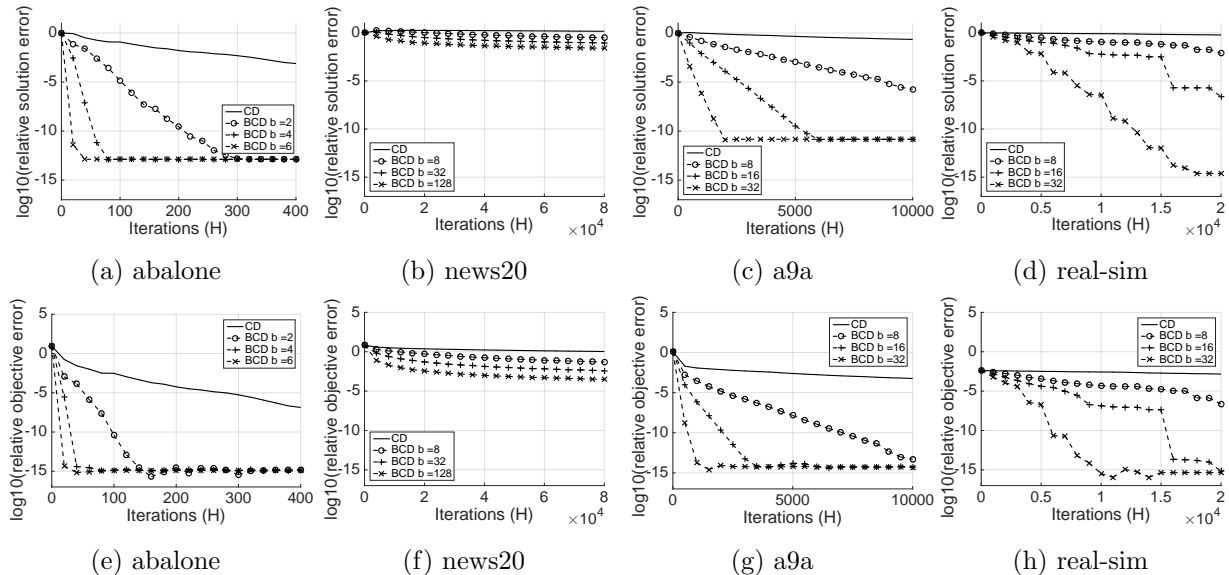 log10(relative solution error)
0
-5
-10
-15
CD
BCD b =2
BCD b =4
BCD b =6
0 100 200 300 400
Iterations (H)
(a) abalone
log10(relative solution error)
0
-5
-10
-15
CD
BCD b =8
BCD b =32
BCD b =128
0 2 4 6 8
Iterations (H) ×10^4
(b) news20
log10(relative solution error)
0
-5
-10
-15
CD
BCD b =8
BCD b =16
BCD b =32
0 5000 10000
Iterations (H)
(c) a9a
log10(relative solution error)
0
-5
-10
-15
CD
BCD b =8
BCD b =16
BCD b =32
0 0.5 1 1.5 2
Iterations (H) ×10^4
(d) real-sim
log10(relative objective error)
5
0
-5
-10
-15
CD
BCD b =2
BCD b =4
BCD b =6
0 100 200 300 400
Iterations (H)
(e) abalone
log10(relative objective error)
5
0
-5
-10
-15
CD
BCD b =8
BCD b =32
BCD b =128
0 2 4 6 8
Iterations (H) ×10^4
(f) news20
log10(relative objective error)
5
0
-5
-10
-15
CD
BCD b =8
BCD b =16
BCD b =32
0 5000 10000
Iterations (H)
(g) a9a
log10(relative objective error)
5
0
-5
-10
-15
CD
BCD b =8
BCD b =16
BCD b =32
0 0.5 1 1.5 2
Iterations (H) ×10^4
(h) real-sim